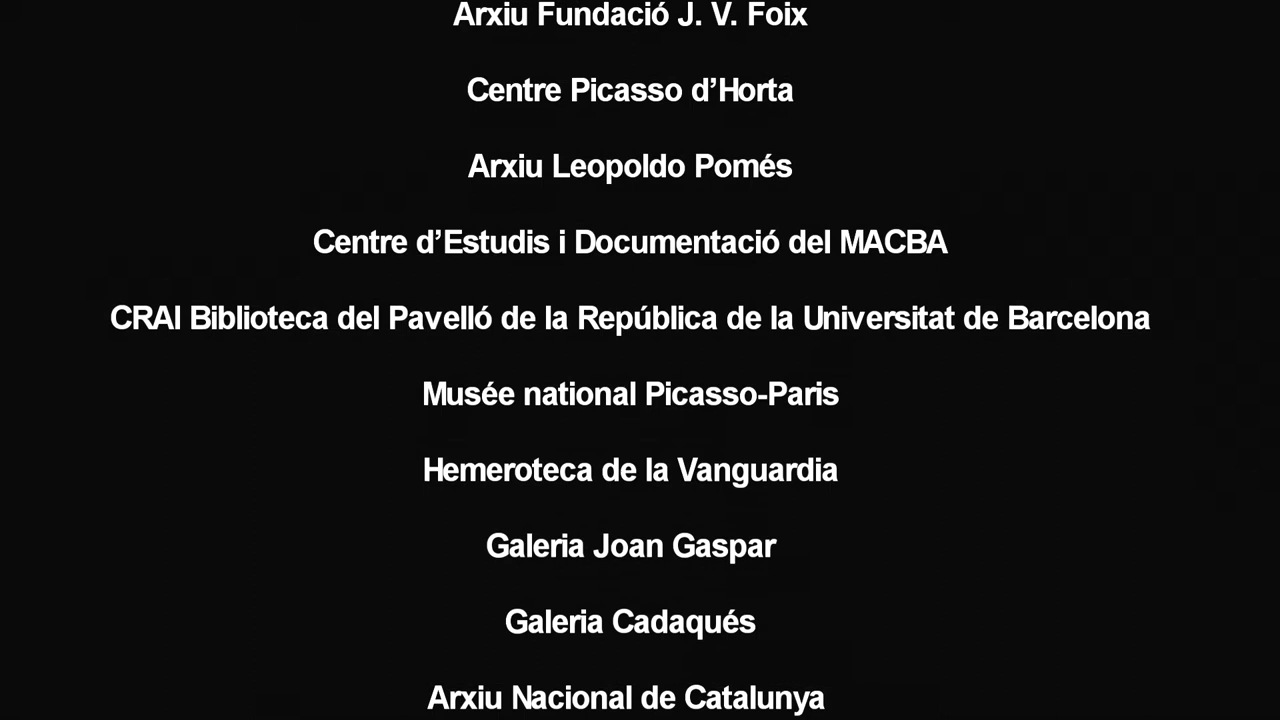 Arxiu Fundació J. V. Foix
Centre Picasso d’Horta
Arxiu Leopoldo Pomés
Centre d’Estudis i Documentació del MACBA
CRAI Biblioteca del Pavelló de la República de la Universitat de Barcelona
Musée national Picasso-Paris
Hemeroteca de la Vanguardia
Galeria Joan Gaspar
Galeria Cadaqués
Arxiu Nacional de Catalunya